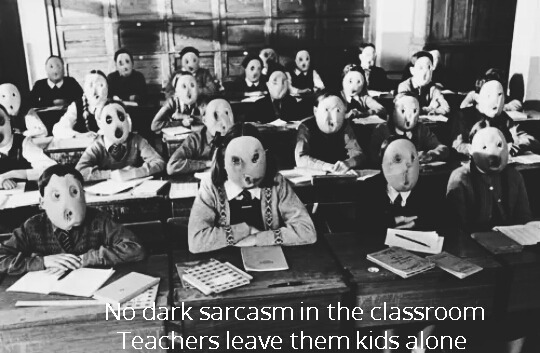 No dark sarcasm in the classroom
Teachers leave them kids alone